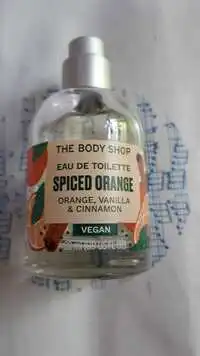 THE BODY SHOP
EAU DE TOILETTE
SPICED ORANGE
ORANGE, VANILLA
& CINNAMON
VEGAN